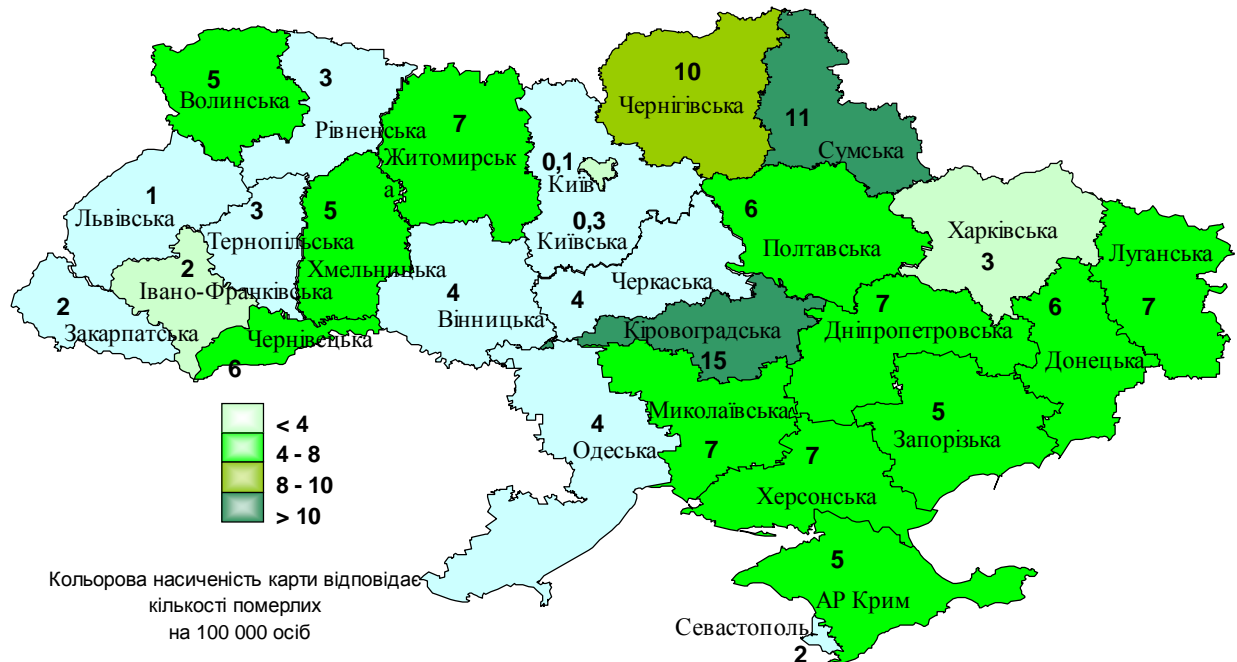 5
Волинська
3
Рівненська
7
Житомирськ
а
0,1
Київ
0,3
Київська
10
Чернігівська
11
Сумська
1
Львівська
3
Тернопільська
5
Хмельницька
2
Івано-Франківська
2
Закарпатська
Чернівецька
6
4
Вінницька
Черкаська
4
6
Полтавська
Харківська
3
Луганська
7
Кіровоградська
15
7
Дніпропетровська
6
Донецька
4
Одеська
Миколаївська
7
5
Запорізька
7
Херсонська
5
АР Крим
Севастополь
2
< 4
4 - 8
8 - 10
> 10
Кольорова насиченість карти відповідає
кількості померлих
на 100 000 осіб